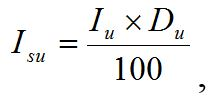 I_su = (I_u × D_u) / 100 ,